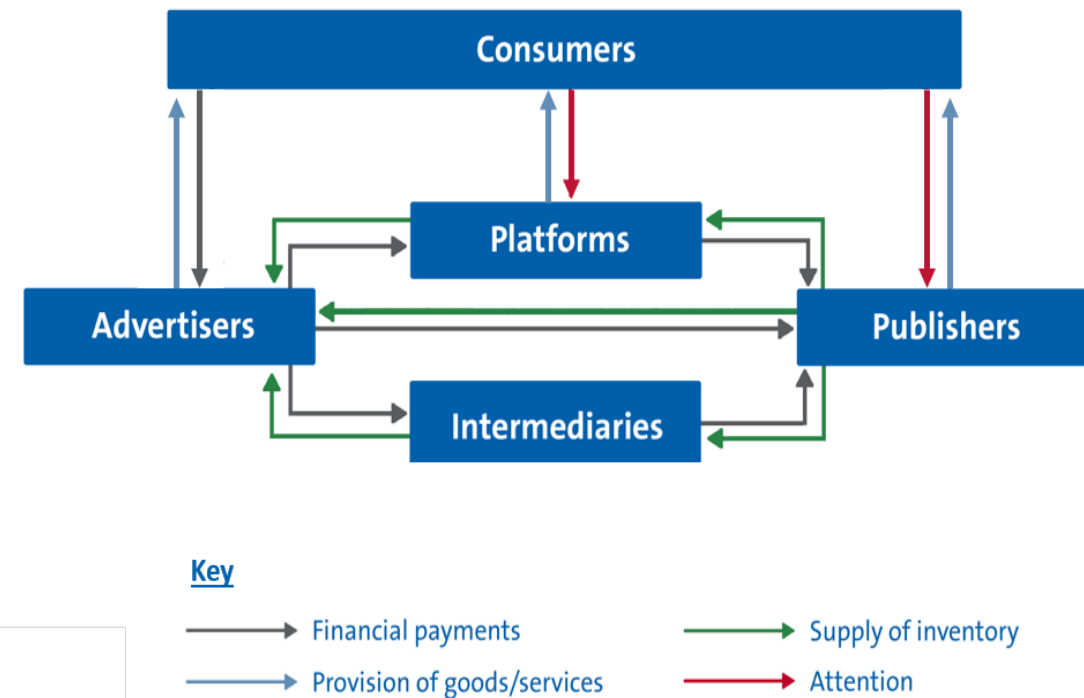 Consumers
Platforms
Advertisers
Publishers
Intermediaries
Key
Financial payments
Supply of inventory
Provision of goods/services
Attention